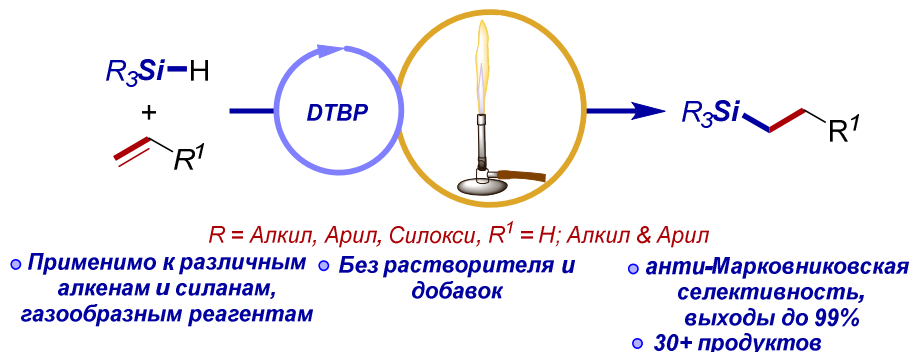 R₃Si–H
+
R¹
DTBP
R₃Si
R¹
R = Алкил, Арил, Силокси, R¹ = H; Алкил & Арил
Применимо к различным
алкенам и силанам,
газообразным реагентам
Без растворителя и
добавок
анти-Марковниковская
селективность,
выходы до 99%
30+ продуктов